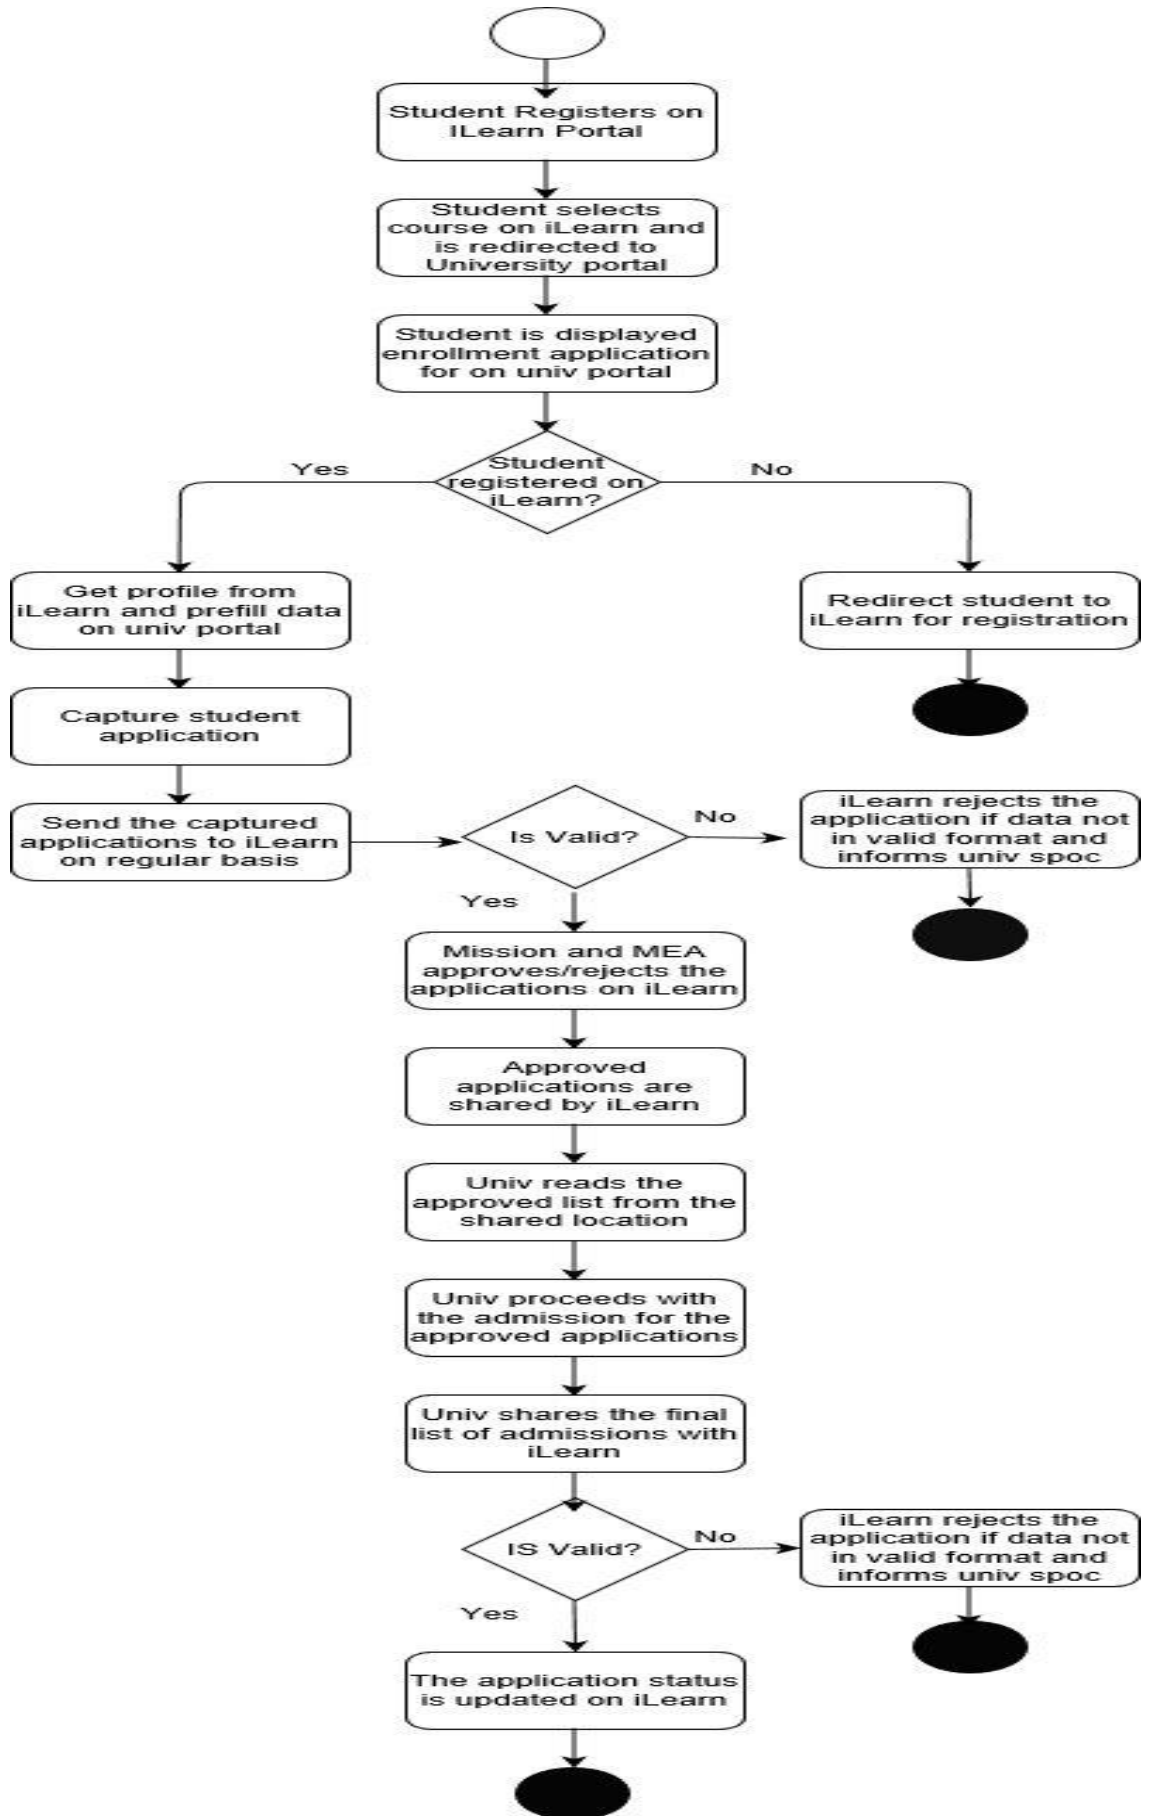 Student Registers on
ILearn Portal
Student selects
course on iLearn and
is redirected to
University portal
Student is displayed
enrollment application
for on univ portal
Student
registered on
iLearn?
Yes
No
Get profile from
iLearn and prefill data
on univ portal
Redirect student to
iLearn for registration
Capture student
application
Send the captured
applications to iLearn
on regular basis
Is Valid?
No
iLearn rejects the
application if data not
in valid format and
informs univ spoc
Yes
Mission and MEA
approves/rejects the
applications on iLearn
Approved
applications are
shared by iLearn
Univ reads the
approved list from the
shared location
Univ proceeds with
the admission for the
approved applications
Univ shares the final
list of admissions with
iLearn
IS Valid?
No
iLearn rejects the
application if data not
in valid format and
informs univ spoc
Yes
The application status
is updated on iLearn